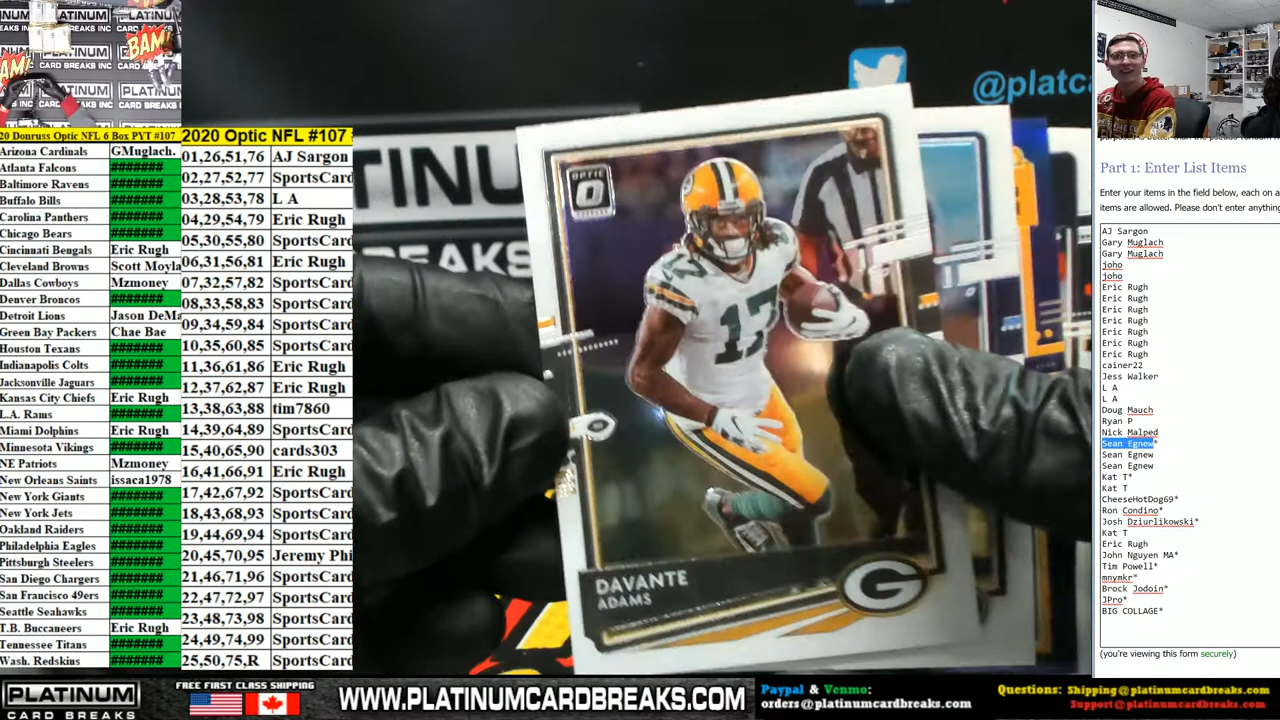 PLATINUM
CARD BREAKS INC
BAM!
BAM!
20 Donruss Optic NFL 6 Box PYT #107
Arizona Cardinals GMuglach.
Atlanta Falcons #######
Baltimore Ravens #######
Buffalo Bills #######
Carolina Panthers #######
Chicago Bears #######
Cincinnati Bengals Eric Rugh
Cleveland Browns Scott Moyla
Dallas Cowboys Mzmoney
Denver Broncos #######
Detroit Lions Jason DeMa
Green Bay Packers Chae Bae
Houston Texans #######
Indianapolis Colts #######
Jacksonville Jaguars #######
Kansas City Chiefs Eric Rugh
L.A. Rams #######
Miami Dolphins Eric Rugh
Minnesota Vikings #######
NE Patriots Mzmoney
New Orleans Saints issaca1978
New York Giants #######
New York Jets #######
Oakland Raiders #######
Philadelphia Eagles #######
Pittsburg Steelers #######
San Diego Chargers #######
San Francisco 49ers #######
Seattle Seahawks #######
T.B. Buccaneers Eric Rugh
Tennessee Titans #######
Wash. Redskins #######
2020 Optic NFL #107
01,26,51,76 AJ Sargon
02,27,52,77 SportsCard
03,28,53,78 L A
04,29,54,79 Eric Rugh
05,30,55,80 SportsCard
06,31,56,81 Eric Rugh
07,32,57,82 SportsCard
08,33,58,83 SportsCard
09,34,59,84 SportsCard
10,35,60,85 SportsCard
11,36,61,86 Eric Rugh
12,37,62,87 Eric Rugh
13,38,63,88 tim7860
14,39,64,89 Eric Rugh
15,40,65,90 cards303
16,41,66,91 Eric Rugh
17,42,67,92 SportsCard
18,43,68,93 SportsCard
19,44,69,94 SportsCard
20,45,70,95 Jeremy Phi
21,46,71,96 SportsCard
22,47,72,97 SportsCard
23,48,73,98 SportsCard
24,49,74,99 SportsCard
25,50,75,R SportsCard
@platca
OPTIC
17
17
DAVANTE
ADAMS
G
Part 1: Enter List Items
Enter your items in the field below, each on a
items are allowed. Please don't enter anything
AJ Sargon
Gary Muglach
Gary Muglach
joho
joho
Eric Rugh
Eric Rugh
Eric Rugh
Eric Rugh
Eric Rugh
Eric Rugh
Eric Rugh
cainer22
Jess Walker
L A
L A
Doug Mauch
Ryan P
Nick Malped
Sean Egnew*
Sean Egnew
Sean Egnew
Kat T*
Kat T
CheeseHotDog69*
Ron Condino*
Josh Dziurlikowski*
Kat T
Eric Rugh
John Nguyen MA*
Tim Powell*
mnymkr*
Brock Jodoin*
JPro*
BIG COLLAGE*
(you're viewing this form securely)
PLATINUM
CARD BREAKS
FREE FIRST CLASS SHIPPING
WWW.PLATINUMCARDBREAKS.COM
Paypal & Venmo:
orders@platinumcardbreaks.com
Questions: Shipping@platinumcardbreaks.com
Support@platinumcardbreaks.com